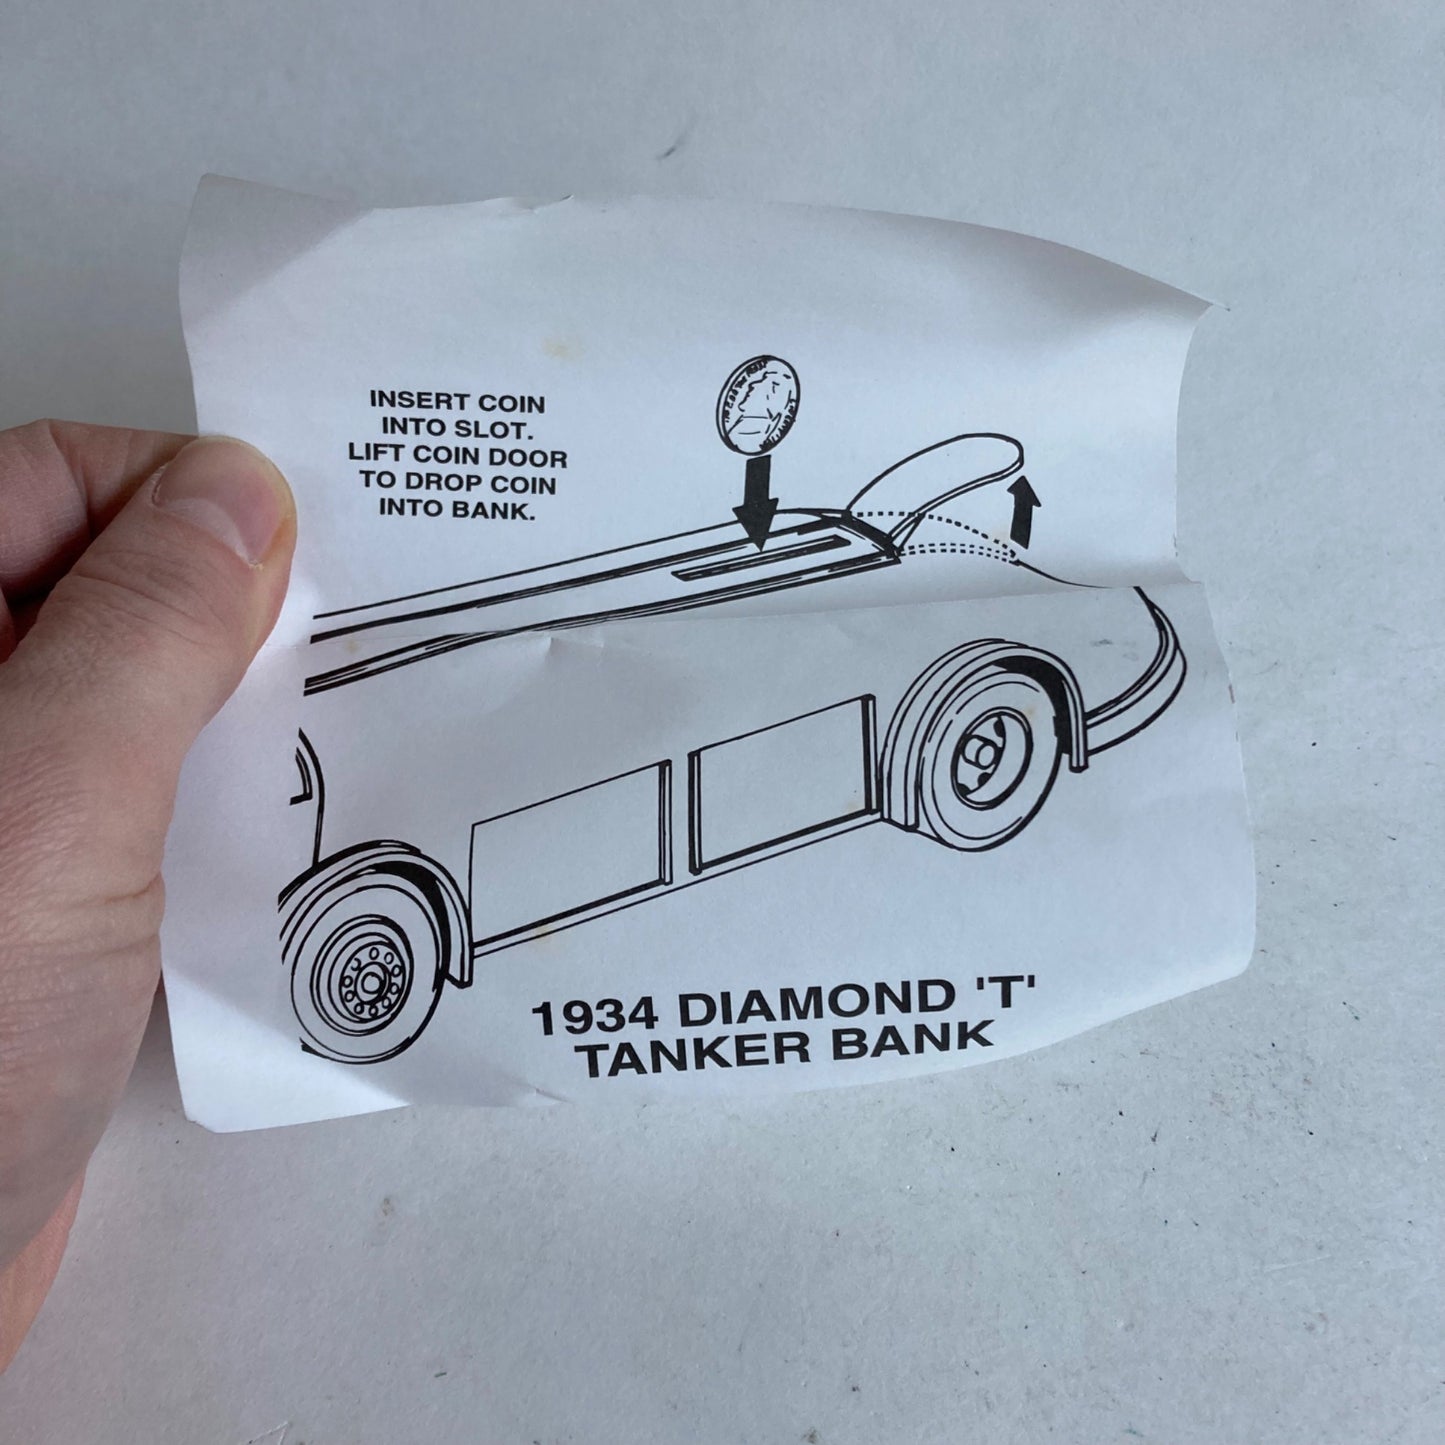 INSERT COIN
INTO SLOT.
LIFT COIN DOOR
TO DROP COIN
INTO BANK.
1934 DIAMOND 'T'
TANKER BANK